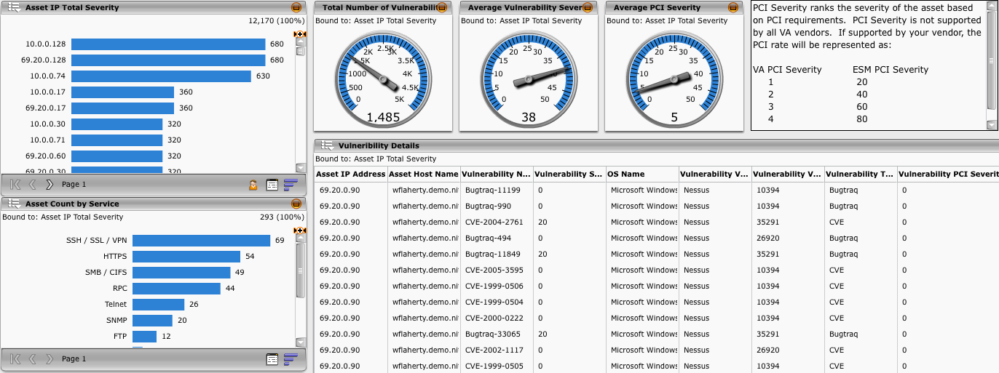 Asset IP Total Severity
12,170 (100%)
10.0.0.128 680
69.20.0.128 680
10.0.0.74 630
10.0.0.17 360
69.20.0.17 360
10.0.0.30 320
10.0.0.71 320
69.20.0.60 320
69.20.0.30 320
Page 1
Asset Count by Service
Bound to: Asset IP Total Severity 293 (100%)
SSH / SSL / VPN 69
HTTPS 54
SMB / CIFS 49
RPC 44
Telnet 26
SNMP 20
FTP 12
Page 1
Total Number of Vulnerabilit
Bound to: Asset IP Total Severity
0
500
1000
1.5K
2K
2.5K
3K
3.5K
4K
4.5K
5K
1,485
Average Vulnerability Sever
Bound to: Asset IP Total Severity
0
5
10
15
20
25
30
35
40
45
50
38
Average PCI Severity
Bound to: Asset IP Total Severity
0
5
10
15
20
25
30
35
40
45
50
5
PCI Severity ranks the severity of the asset based
on PCI requirements. PCI Severity is not supported
by all VA vendors. If supported by your vendor, the
PCI rate will be represented as:
VA PCI Severity ESM PCI Severity
1 20
2 40
3 60
4 80
Vulneribility Details
Bound to: Asset IP Total Severity
Asset IP Address Asset Host Name Vulnerability N... Vulnerability S... OS Name Vulnerability V... Vulnerability V... Vulnerability T... Vulnerability PCI Severit
69.20.0.90 wflaherty.demo.ni Bugtraq-11199 0 Microsoft Windows Nessus 10394 Bugtraq 0
69.20.0.90 wflaherty.demo.ni Bugtraq-990 0 Microsoft Windows Nessus 10394 Bugtraq 0
69.20.0.90 wflaherty.demo.ni CVE-2004-2761 20 Microsoft Windows Nessus 35291 CVE 0
69.20.0.90 wflaherty.demo.ni Bugtraq-494 0 Microsoft Windows Nessus 26920 Bugtraq 0
69.20.0.90 wflaherty.demo.ni Bugtraq-11849 20 Microsoft Windows Nessus 35291 Bugtraq 0
69.20.0.90 wflaherty.demo.ni CVE-2005-3595 0 Microsoft Windows Nessus 10394 CVE 0
69.20.0.90 wflaherty.demo.ni CVE-1999-0506 0 Microsoft Windows Nessus 10394 CVE 0
69.20.0.90 wflaherty.demo.ni CVE-1999-0504 0 Microsoft Windows Nessus 10394 CVE 0
69.20.0.90 wflaherty.demo.ni CVE-2000-0222 0 Microsoft Windows Nessus 10394 CVE 0
69.20.0.90 wflaherty.demo.ni Bugtraq-33065 20 Microsoft Windows Nessus 35291 Bugtraq 0
69.20.0.90 wflaherty.demo.ni CVE-2002-1117 0 Microsoft Windows Nessus 26920 CVE 0
69.20.0.90 wflaherty.demo.ni CVE-1999-0505 0 Microsoft Windows Nessus 10394 CVE 0